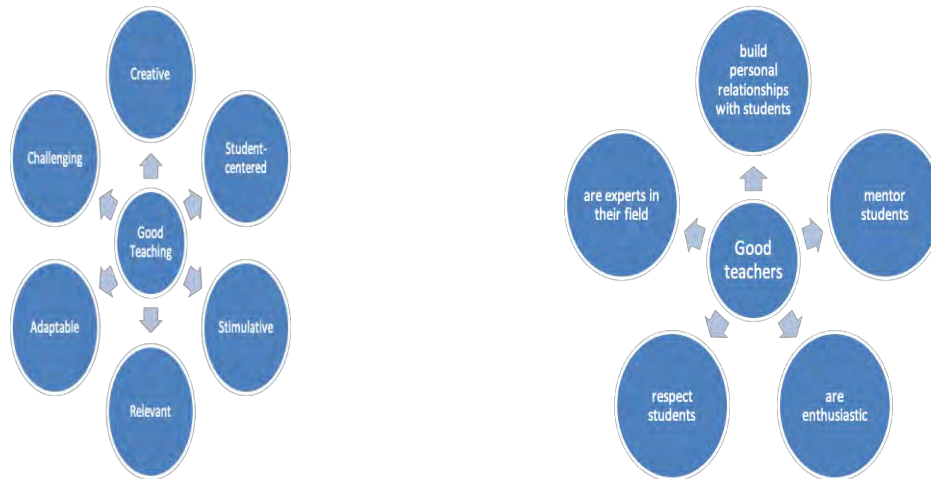 Creative
Student-
centered
Stimulative
Relevant
Adaptable
Challenging
Good
Teaching
build
personal
relationships
with students
mentor
students
are
enthusiastic
respect
students
are experts in
their field
Good
teachers